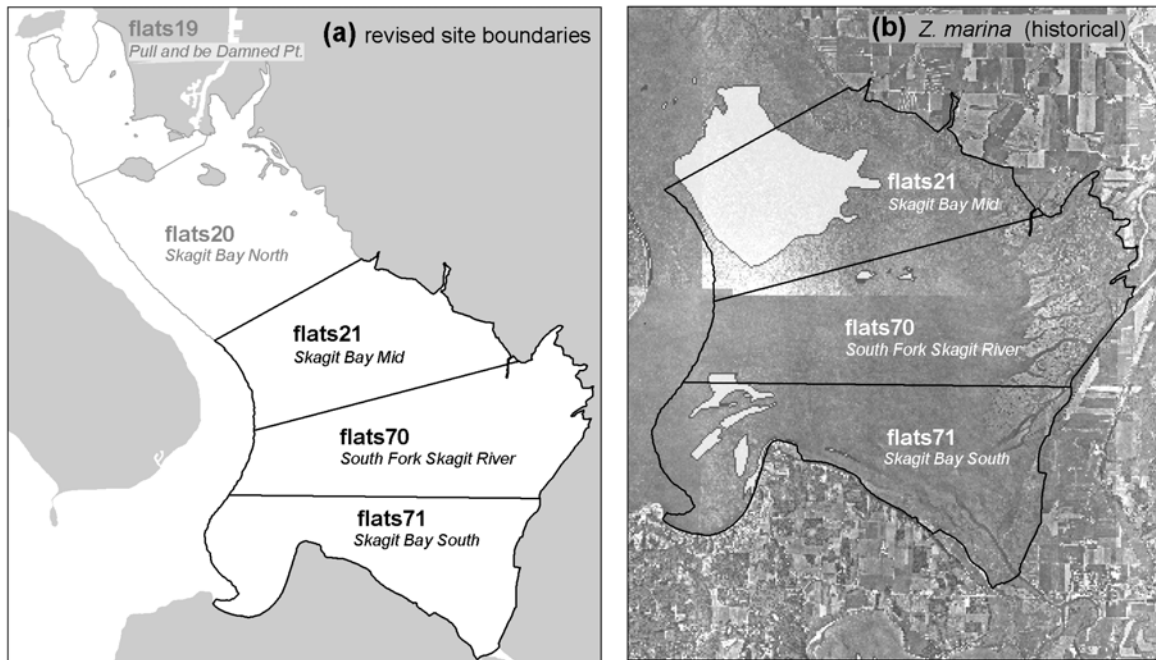 flats19
Pull and be Damned Pt.
(a) revised site boundaries
flats20
Skagit Bay North
flats21
Skagit Bay Mid
flats70
South Fork Skagit River
flats71
Skagit Bay South
(b) Z. marina (historical)
flats21
Skagit Bay Mid
flats70
South Fork Skagit River
flats71
Skagit Bay South